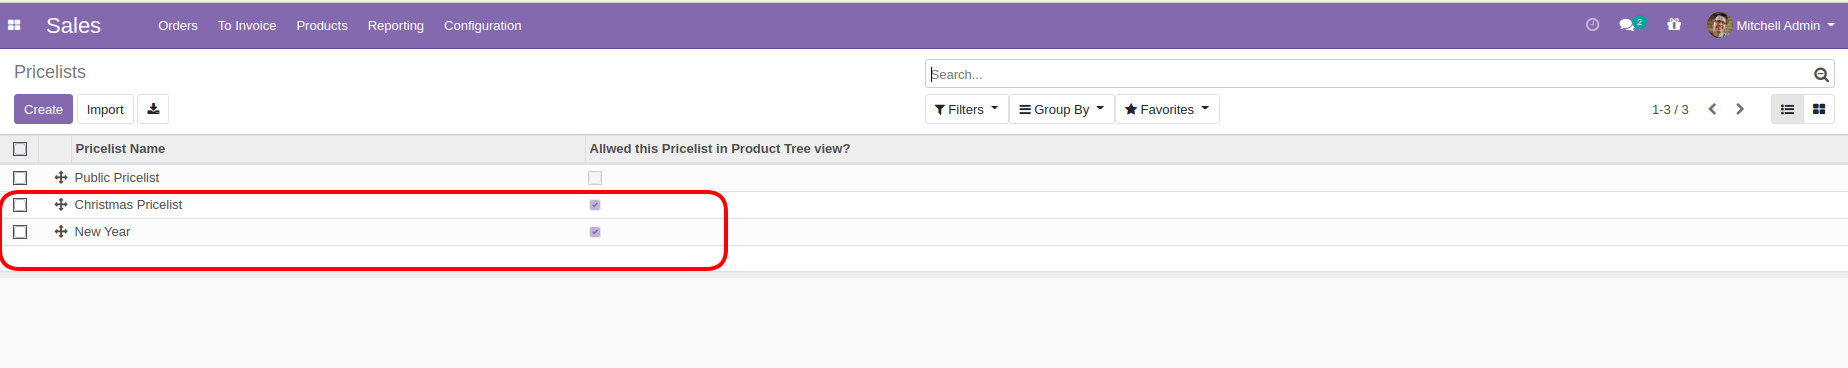 Sales Orders To Invoice Products Reporting Configuration 2 Mitchell Admin
Pricelists Search...
Create Import Filters Group By Favorites 1-3 / 3
Pricelist Name Allwed this Pricelist in Product Tree view?
Public Pricelist
Christmas Pricelist
New Year